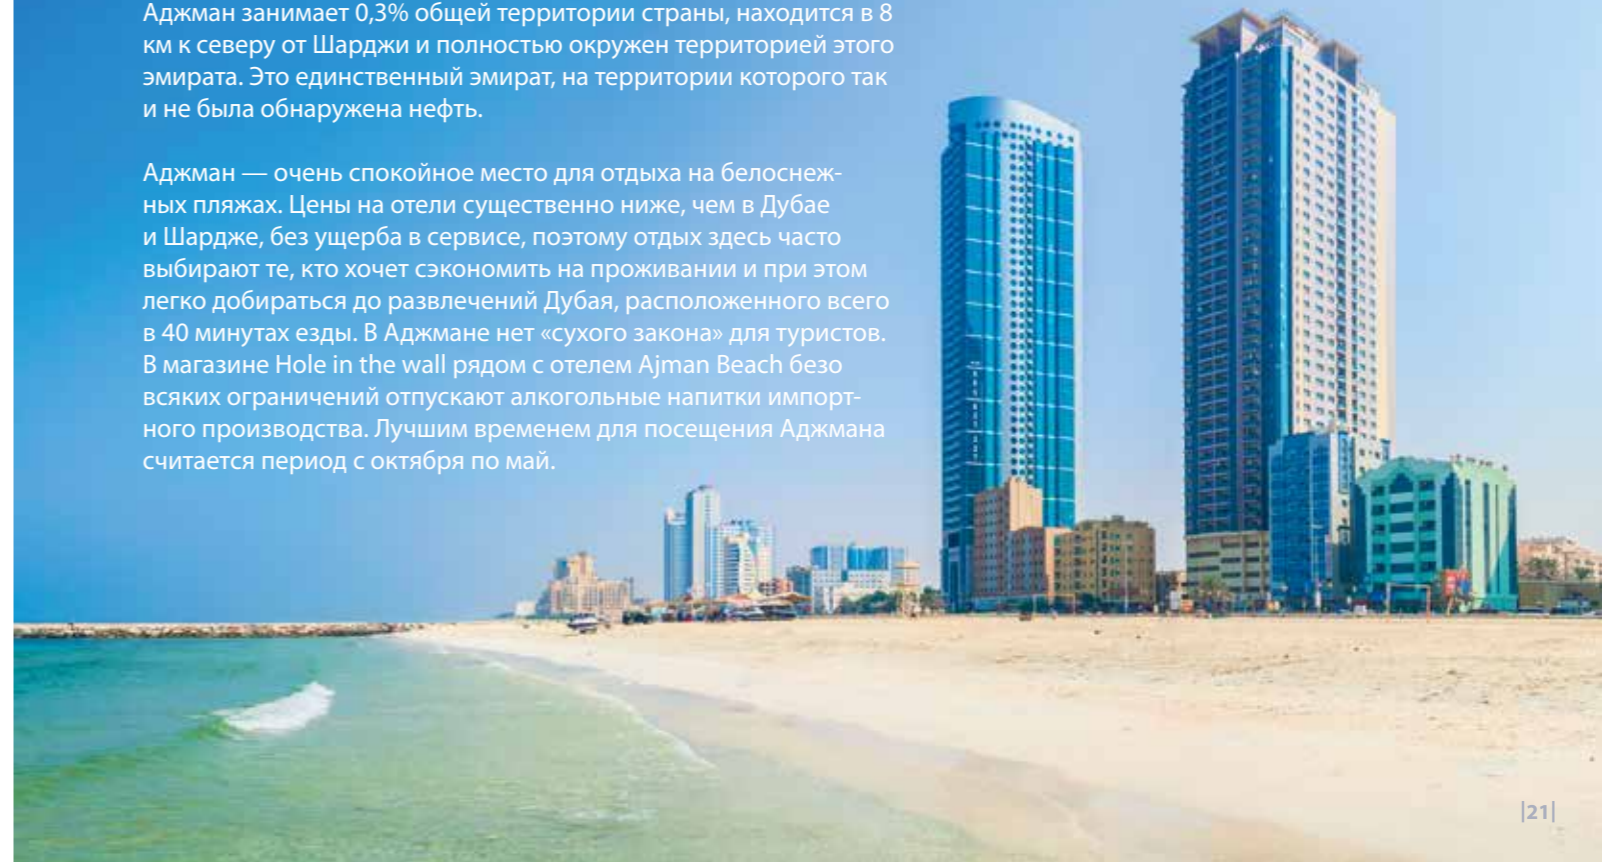 Аджман занимает 0,3% общей территории страны, находится в 8
км к северу от Шарджи и полностью окружен территорией этого
эмирата. Это единственный эмират, на территории которого так
и не была обнаружена нефть.
Аджман — очень спокойное место для отдыха на белоснеж-
ных пляжах. Цены на отели существенно ниже, чем в Дубае
и Шардже, без ущерба в сервисе, поэтому отдых здесь часто
выбирают те, кто хочет сэкономить на проживании и при этом
легко добираться до развлечений Дубая, расположенного всего
в 40 минутах езды. В Аджмане нет «сухого закона» для туристов.
В магазине Hole in the wall рядом с отелем Ajman Beach безо
всяких ограничений отпускают алкогольные напитки импорт-
ного производства. Лучшим временем для посещения Аджмана
считается период с октября по май.
|21|